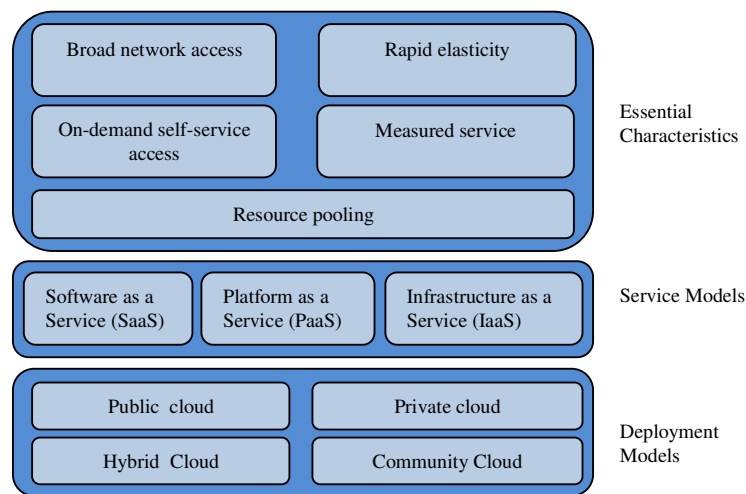 Broad network access
Rapid elasticity
On-demand self-service
access
Measured service
Resource pooling
Essential
Characteristics
Software as a
Service (SaaS)
Platform as a
Service (PaaS)
Infrastructure as a
Service (IaaS)
Service Models
Public cloud
Private cloud
Hybrid Cloud
Community Cloud
Deployment
Models